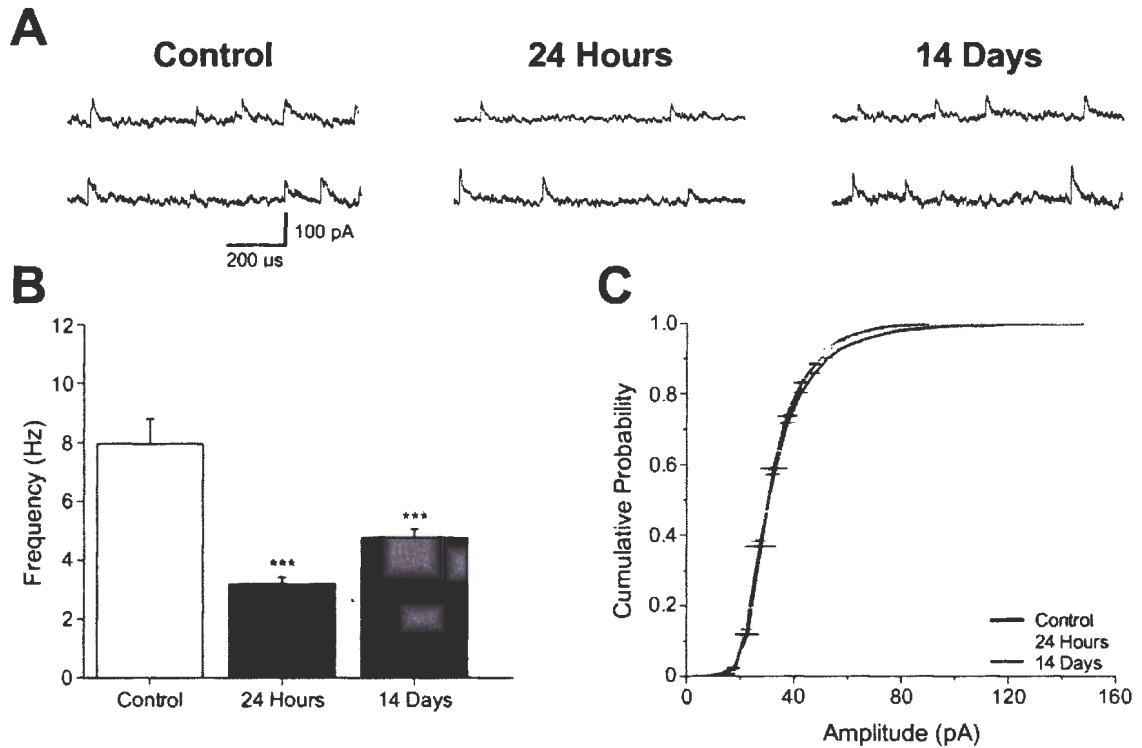 A
Control
24 Hours
14 Days
100 pA
200 µs
B
Frequency (Hz)
12
10
8
6
4
2
0
***
***
Control
24 Hours
14 Days
C
Cumulative Probability
1.0
0.8
0.6
0.4
0.2
0
0
40
80
120
160
Amplitude (pA)
Control
24 Hours
14 Days